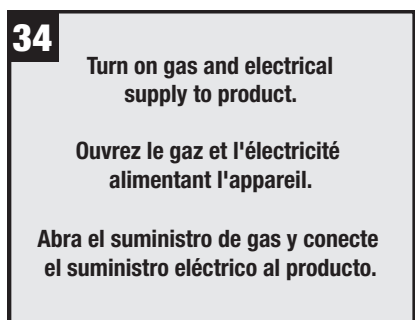 34
Turn on gas and electrical
supply to product.
Ouvrez le gaz et l'électricité
alimentant l'appareil.
Abra el suministro de gas y conecte
el suministro eléctrico al producto.